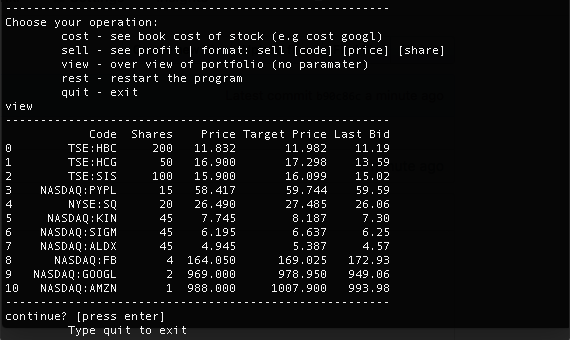 Choose your operation:
cost - see book cost of stock (e.g cost googl)
sell - see profit | format: sell [code] [price] [share]
view - over view of portfolio (no paramater)
rest - restart the program
quit - exit
view
Code Shares Price Target Price Last Bid
0 TSE:HBC 200 11.832 11.982 11.19
1 TSE:HCG 50 16.900 17.298 13.59
2 TSE:SIS 100 15.900 16.099 15.02
3 NASDAQ:PYPL 15 58.417 59.744 59.59
4 NYSE:SQ 20 26.490 27.485 26.06
5 NASDAQ:KIN 45 7.745 8.187 7.30
6 NASDAQ:SIGM 45 6.195 6.637 6.25
7 NASDAQ:ALDX 45 4.945 5.387 4.57
8 NASDAQ:FB 4 164.050 169.025 172.93
9 NASDAQ:GOOGL 2 969.000 978.950 949.06
10 NASDAQ:AMZN 1 988.000 1007.900 993.98
continue? [press enter]
Type quit to exit